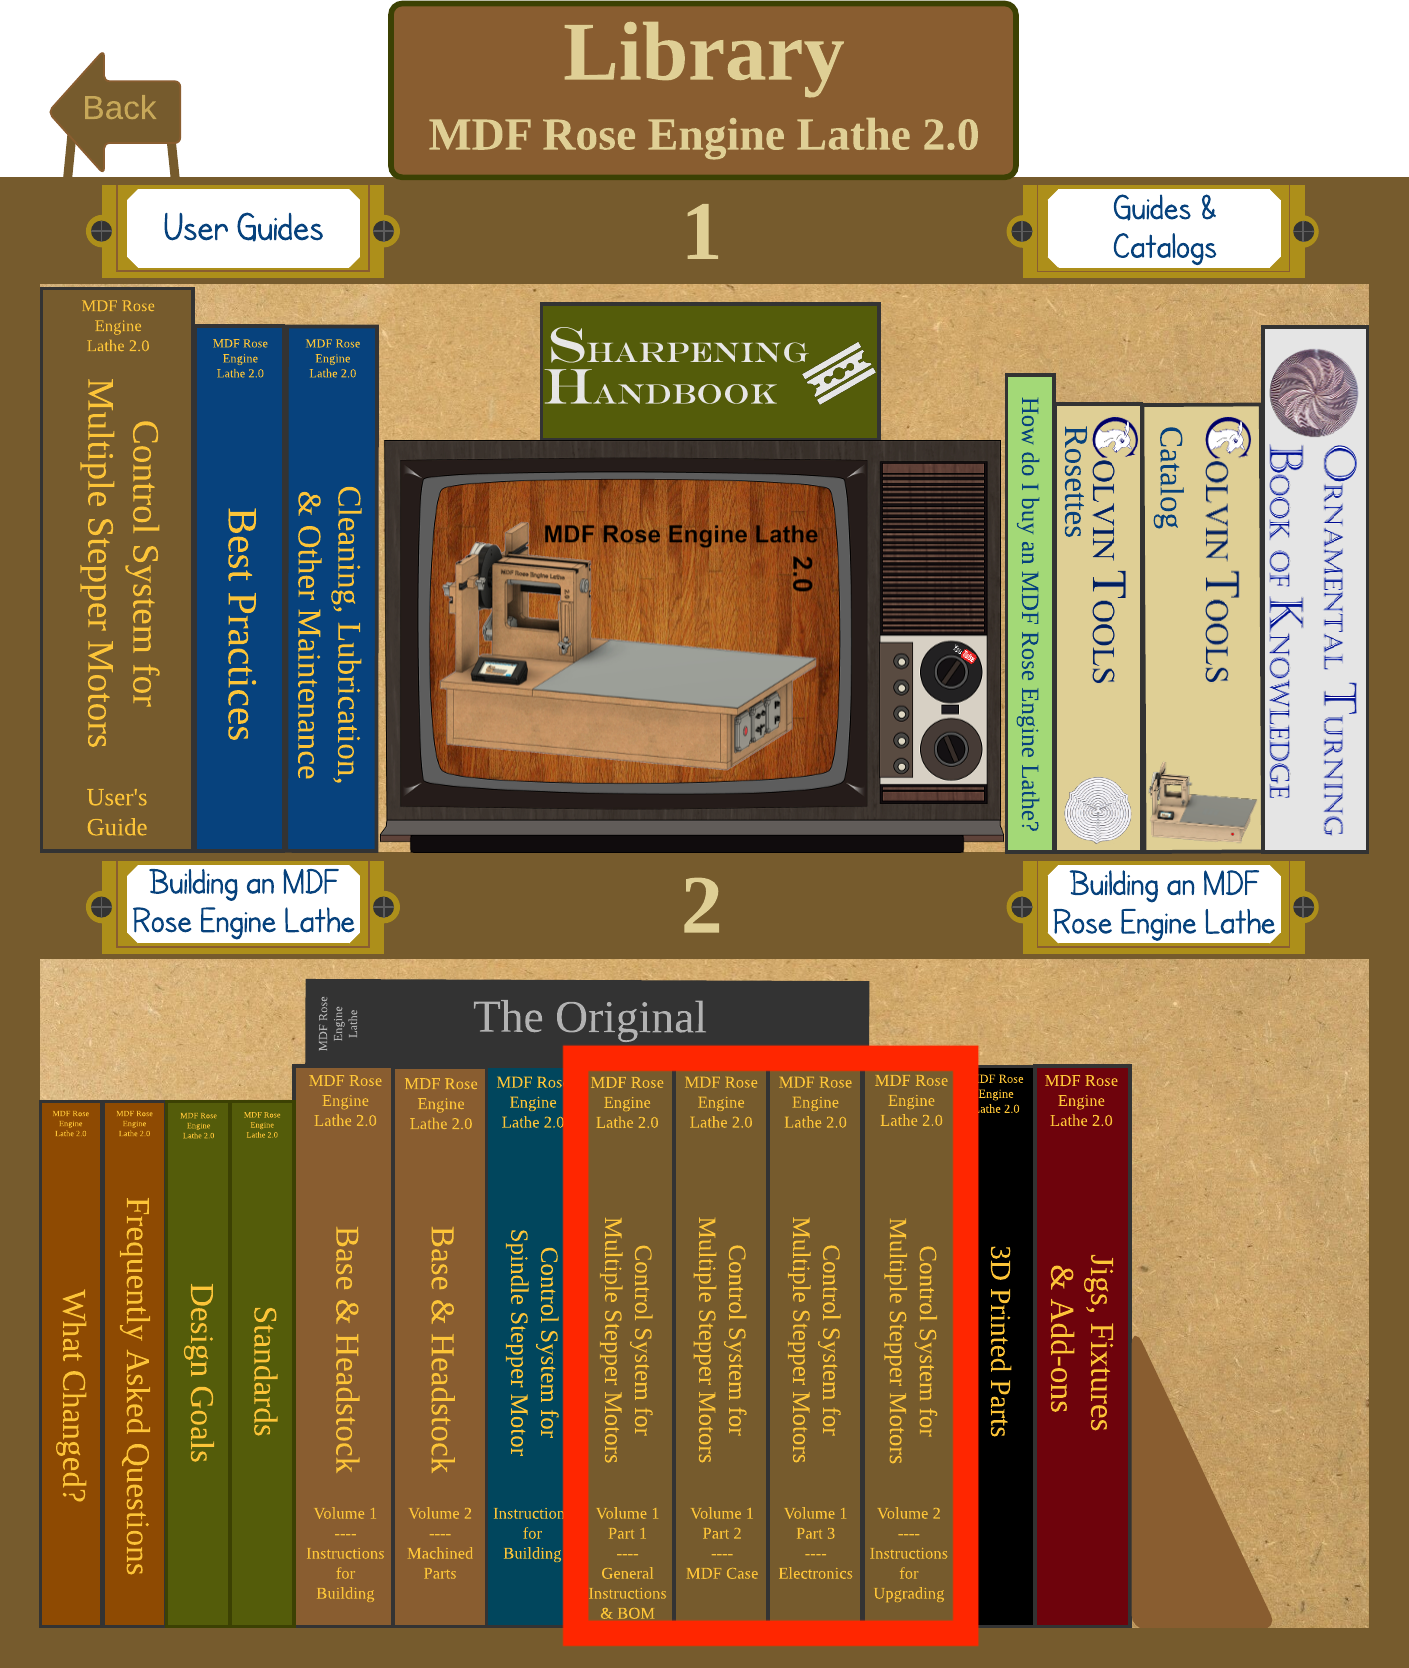 Library
MDF Rose Engine Lathe 2.0
Back
User Guides
1
Guides &
Catalogs
MDF Rose
Engine
Lathe 2.0
Control System for
Multiple Stepper Motors
User's
Guide
MDF Rose
Engine
Lathe 2.0
Best Practices
MDF Rose
Engine
Lathe 2.0
Cleaning, Lubrication,
& Other Maintenance
SHARPENING
HANDBOOK
MDF Rose Engine Lathe
2.0
MDF Rose Engine Lathe
You Tube
How do I buy an MDF Rose Engine Lathe?
COLVIN TOOLS
Rosettes
COLVIN TOOLS
Catalog
ORNAMENTAL TURNING
BOOK OF KNOWLEDGE
Building an MDF
Rose Engine Lathe
2
Building an MDF
Rose Engine Lathe
MDF Rose
Engine
Lathe
The Original
MDF Rose
Engine
Lathe 2.0
What Changed?
MDF Rose
Engine
Lathe 2.0
Frequently Asked Questions
MDF Rose
Engine
Lathe 2.0
Design Goals
MDF Rose
Engine
Lathe 2.0
Standards
MDF Rose
Engine
Lathe 2.0
Base & Headstock
Volume 1
----
Instructions
for
Building
MDF Rose
Engine
Lathe 2.0
Base & Headstock
Volume 2
----
Machined
Parts
MDF Ros
Engine
Lathe 2.0
Control System for
Spindle Stepper Motor
Instruction
for
Building
MDF Rose
Engine
Lathe 2.0
Control System for
Multiple Stepper Motors
Volume 1
Part 1
----
General
Instructions
& BOM
MDF Rose
Engine
Lathe 2.0
Control System for
Multiple Stepper Motors
Volume 1
Part 2
----
MDF Case
MDF Rose
Engine
Lathe 2.0
Control System for
Multiple Stepper Motors
Volume 1
Part 3
----
Electronics
MDF Rose
Engine
Lathe 2.0
Control System for
Multiple Stepper Motors
Volume 2
----
Instructions
for
Upgrading
DF Rose
Engine
athe 2.0
3D Printed Parts
MDF Rose
Engine
Lathe 2.0
Jigs, Fixtures
& Add-ons